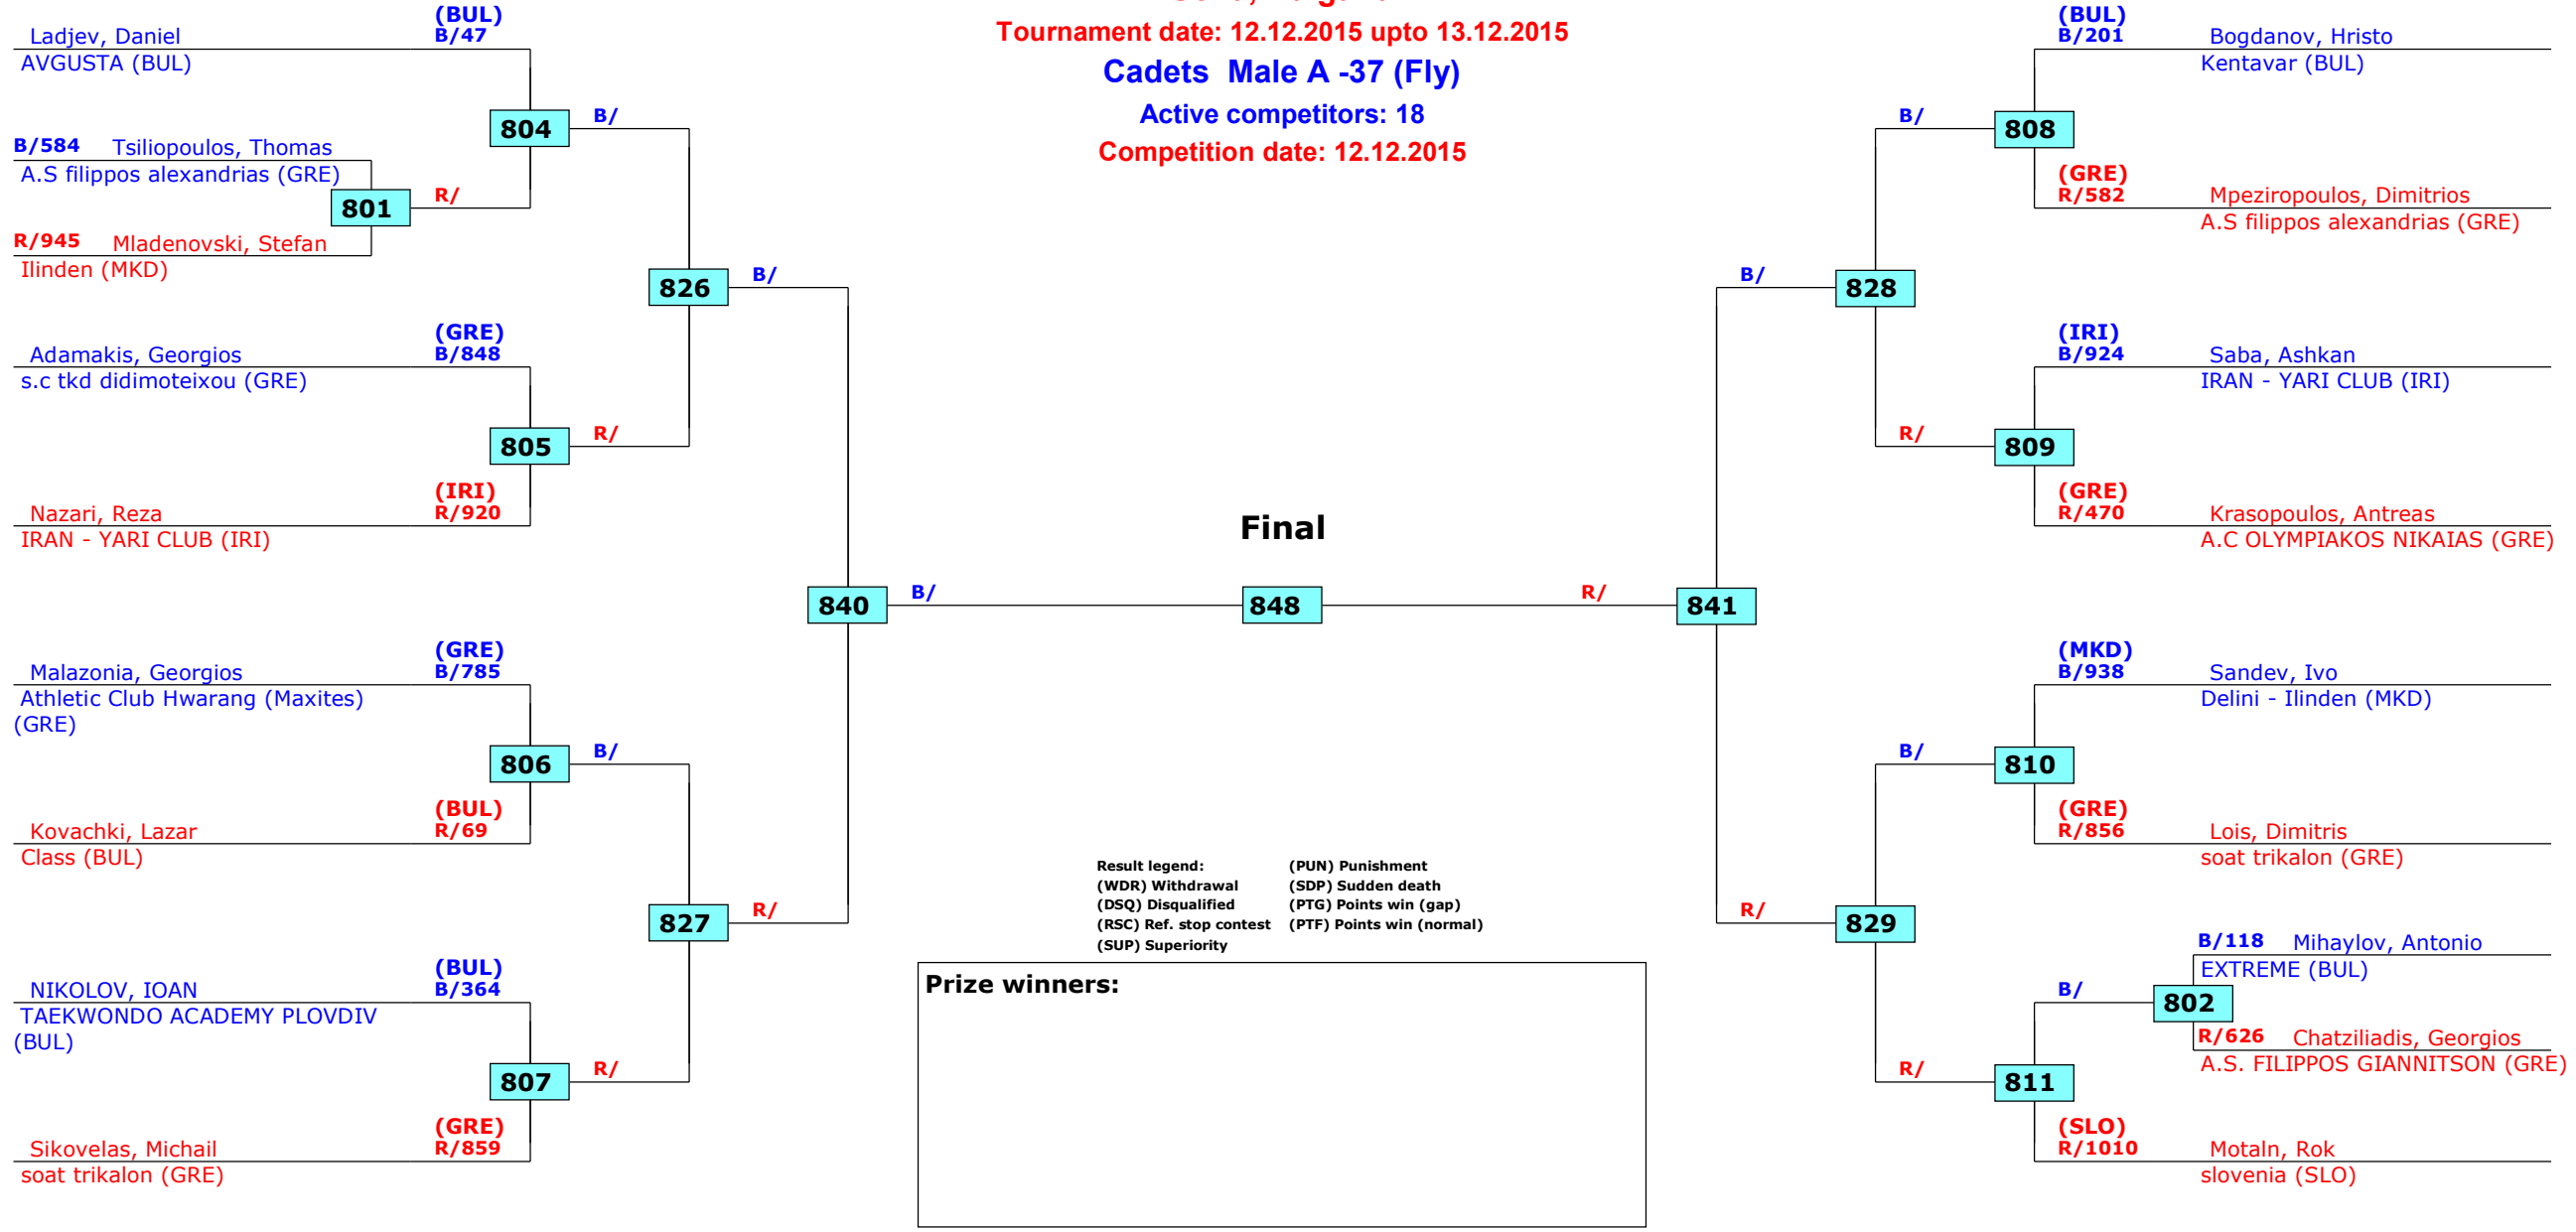 Tournament date: 12.12.2015 upto 13.12.2015
Cadets Male A -37 (Fly)
Active competitors: 18
Competition date: 12.12.2015
(BUL)
Ladjev, Daniel B/47
AVGUSTA (BUL)
804
B/
B/584 Tsiliopoulos, Thomas
A.S filippos alexandrias (GRE)
801
R/
R/945 Mladenovski, Stefan
Ilinden (MKD)
826
B/
(GRE)
Adamakis, Georgios B/848
s.c tkd didimoteixou (GRE)
805
R/
(IRI)
Nazari, Reza R/920
IRAN - YARI CLUB (IRI)
840
B/
(GRE)
Malazonia, Georgios B/785
Athletic Club Hwarang (Maxites)
(GRE)
806
B/
(BUL)
Kovachki, Lazar R/69
Class (BUL)
827
R/
(BUL)
NIKOLOV, IOAN B/364
TAEKWONDO ACADEMY PLOVDIV
(BUL)
807
R/
(GRE)
Sikovelas, Michail R/859
soat trikalon (GRE)
Final
848
Result legend: (PUN) Punishment
(WDR) Withdrawal (SDP) Sudden death
(DSQ) Disqualified (PTG) Points win (gap)
(RSC) Ref. stop contest (PTF) Points win (normal)
(SUP) Superiority
Prize winners:
(BUL)
B/201 Bogdanov, Hristo
Kentavar (BUL)
B/
808
(GRE)
R/582 Mpeziropoulos, Dimitrios
A.S filippos alexandrias (GRE)
B/
828
(IRI)
B/924 Saba, Ashkan
IRAN - YARI CLUB (IRI)
R/
809
(GRE)
R/470 Krasopoulos, Antreas
A.C OLYMPIAKOS NIKAIAS (GRE)
R/
841
(MKD)
B/938 Sandev, Ivo
Delini - Ilinden (MKD)
B/
810
(GRE)
R/856 Lois, Dimitris
soat trikalon (GRE)
R/
829
B/118 Mihaylov, Antonio
EXTREME (BUL)
B/
802
R/626 Chatziliadis, Georgios
A.S. FILIPPOS GIANNITSON (GRE)
R/
811
(SLO)
R/1010 Motaln, Rok
slovenia (SLO)